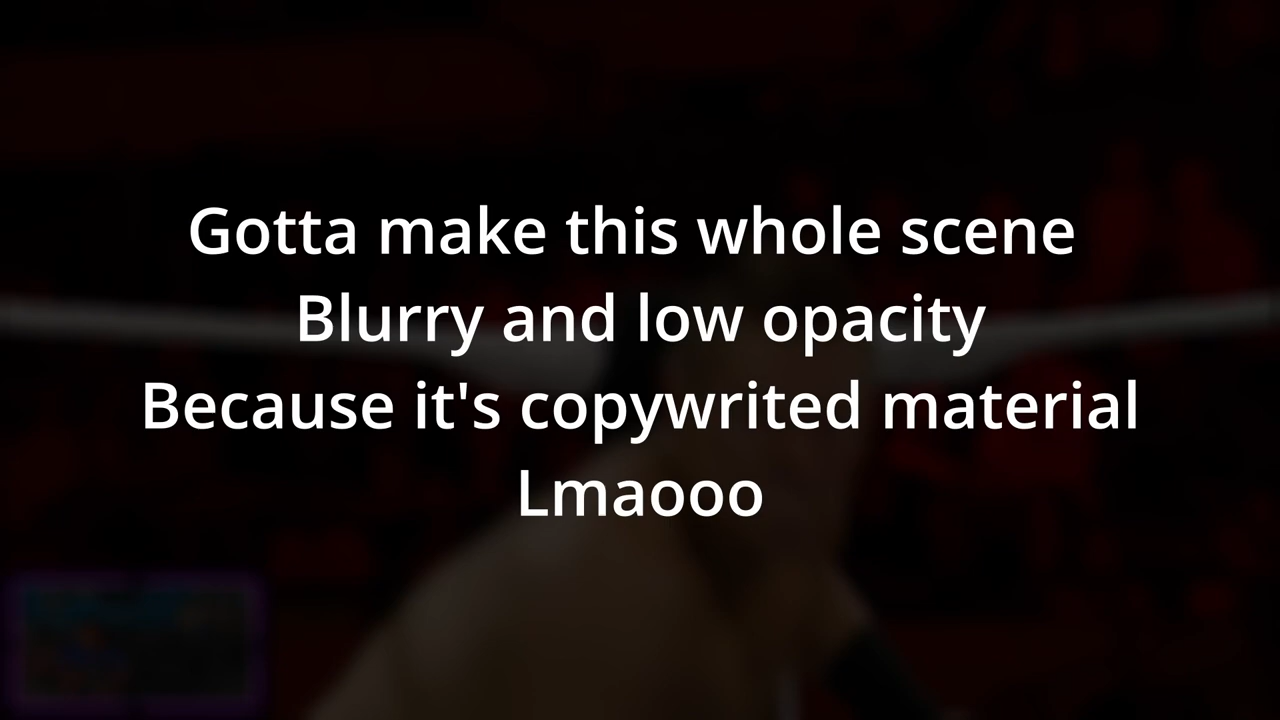 Gotta make this whole scene
Blurry and low opacity
Because it's copywrited material
Lmaooo